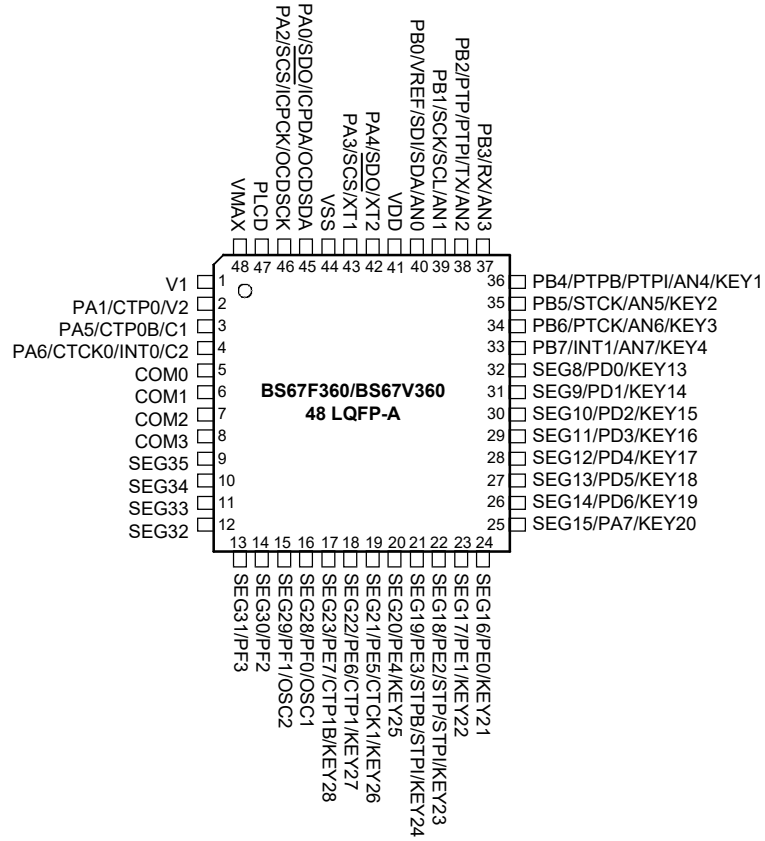 PA2/SCS/ICPCK/OCDSCK
PA0/SDO/ICPDA/OCDSDA
PB0/VREF/SDI/SDA/AN0
PB1/SCK/SCL/AN1
PB2/PTP/PTPI/TX/AN2
PB3/RX/AN3
VMAX
PLCD
VSS
PA3/SCS/XT1
PA4/SDO/XT2
VDD
48 47 46 45 44 43 42 41 40 39 38 37
V1 1
PA1/CTP0/V2 2
PA5/CTP0B/C1 3
PA6/CTCK0/INT0/C2 4
COM0 5
COM1 6
COM2 7
COM3 8
SEG35 9
SEG34 10
SEG33 11
SEG32 12
BS67F360/BS67V360
48 LQFP-A
36 PB4/PTPB/PTPI/AN4/KEY1
35 PB5/STCK/AN5/KEY2
34 PB6/PTCK/AN6/KEY3
33 PB7/INT1/AN7/KEY4
32 SEG8/PD0/KEY13
31 SEG9/PD1/KEY14
30 SEG10/PD2/KEY15
29 SEG11/PD3/KEY16
28 SEG12/PD4/KEY17
27 SEG13/PD5/KEY18
26 SEG14/PD6/KEY19
25 SEG15/PA7/KEY20
13 14 15 16 17 18 19 20 21 22 23 24
SEG31/PF3
SEG30/PF2
SEG29/PF1/OSC2
SEG28/PF0/OSC1
SEG23/PE7/CTP1B/KEY28
SEG22/PE6/CTP1/KEY27
SEG21/PE5/CTCK1/KEY26
SEG20/PE4/KEY25
SEG19/PE3/STPB/STPI/KEY24
SEG18/PE2/STP/STPI/KEY23
SEG17/PE1/KEY22
SEG16/PE0/KEY21